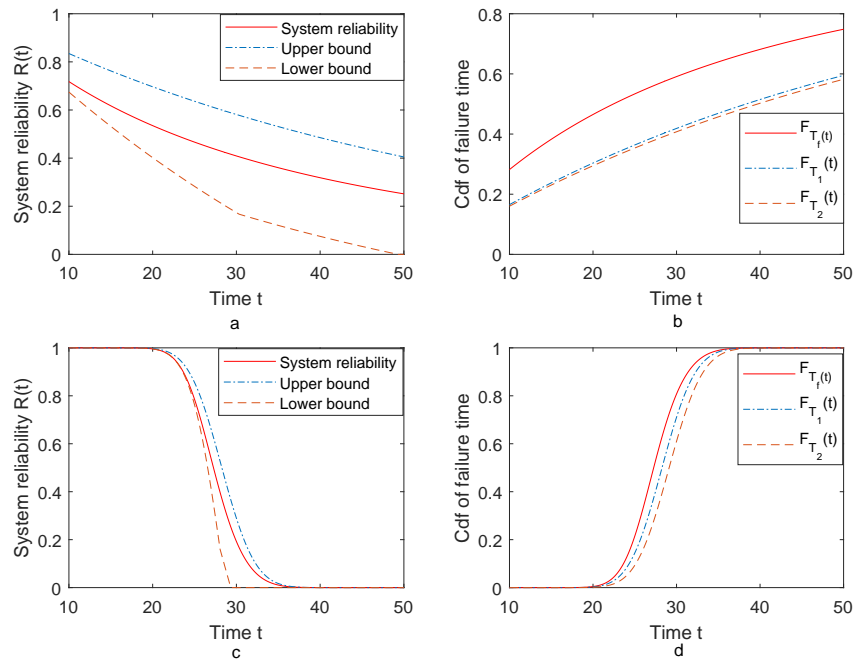 System reliability R(t)
1
0.8
0.6
0.4
0.2
0
System reliability
Upper bound
Lower bound
10 20 30 40 50
Time t
a
Cdf of failure time
0.8
0.6
0.4
0.2
0
F_{T_f(t)}
F_{T_1}(t)
F_{T_2}(t)
10 20 30 40 50
Time t
b
System reliability R(t)
1
0.8
0.6
0.4
0.2
0
System reliability
Upper bound
Lower bound
10 20 30 40 50
Time t
c
Cdf of failure time
1
0.8
0.6
0.4
0.2
0
F_{T_f(t)}
F_{T_1}(t)
F_{T_2}(t)
10 20 30 40 50
Time t
d